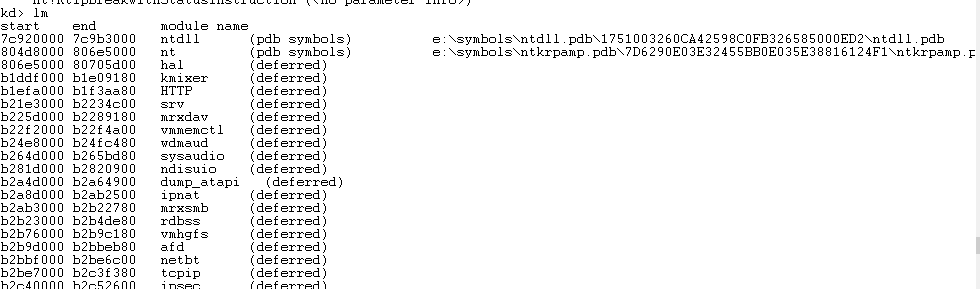 nt!RtlpBreakWithStatusInstruction (<no parameter info>)
kd> lm
start    end        module name
7c920000 7c9b3000   ntdll      (pdb symbols)          e:\symbols\ntdll.pdb\1751003260CA42598C0FB326585000ED2\ntdll.pdb
804d8000 806e5000   nt         (pdb symbols)          e:\symbols\ntkrpamp.pdb\7D6290E03E32455BB0E035E38816124F1\ntkrpamp.p
806e5000 80705d00   hal        (deferred)
b1ddf000 b1e09180   kmixer     (deferred)
b1efa000 b1f3aa80   HTTP       (deferred)
b21e3000 b2234c00   srv        (deferred)
b225d000 b2289180   mrxdav     (deferred)
b22f2000 b22f4a00   vmmemctl   (deferred)
b24e8000 b24fc480   wdmaud     (deferred)
b264d000 b265bd80   sysaudio   (deferred)
b281d000 b2820900   ndisuio    (deferred)
b2a4d000 b2a64900   dump_atapi   (deferred)
b2a8d000 b2ab2500   ipnat      (deferred)
b2ab3000 b2b22780   mrxsmb     (deferred)
b2b23000 b2b4de80   rdbss      (deferred)
b2b76000 b2b9c180   vmhgfs     (deferred)
b2b9d000 b2bbeb80   afd        (deferred)
b2bbf000 b2be6c00   netbt      (deferred)
b2be7000 b2c3f380   tcpip      (deferred)
b2c40000 b2c52600   ipsec      (deferred)